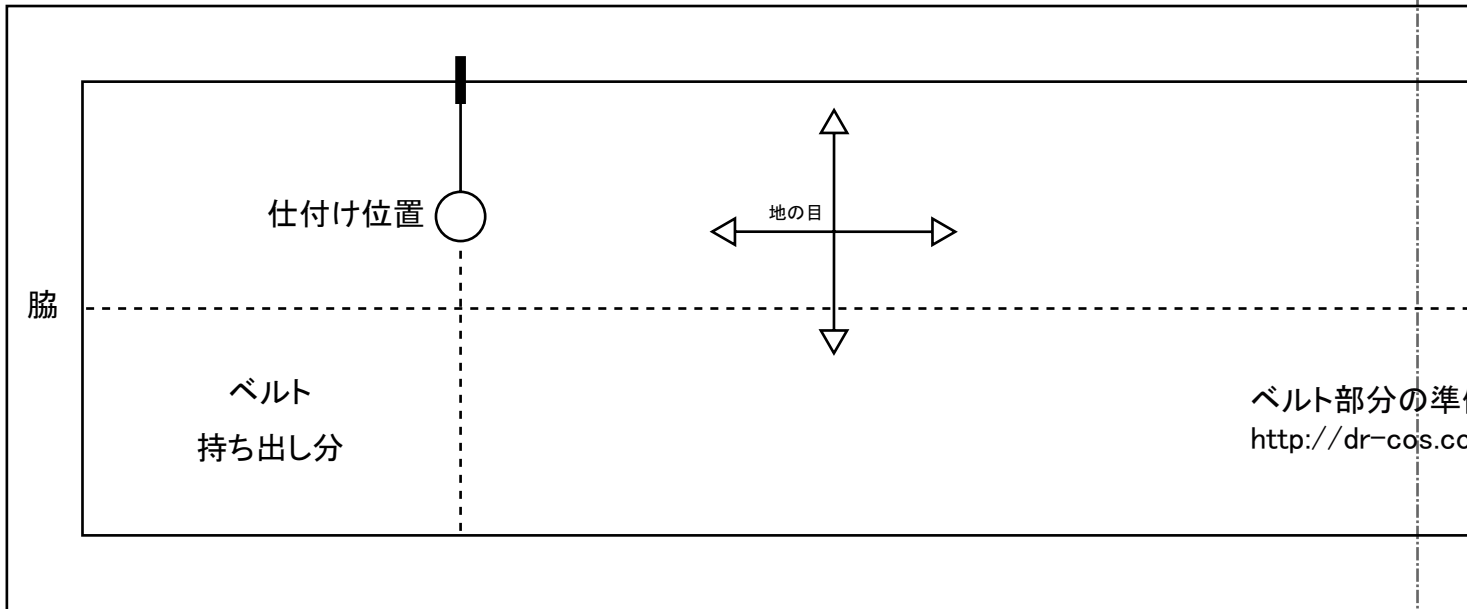 仕付け位置
地の目
脇
ベルト
持ち出し分
ベルト部分の準
http://dr-cos.c